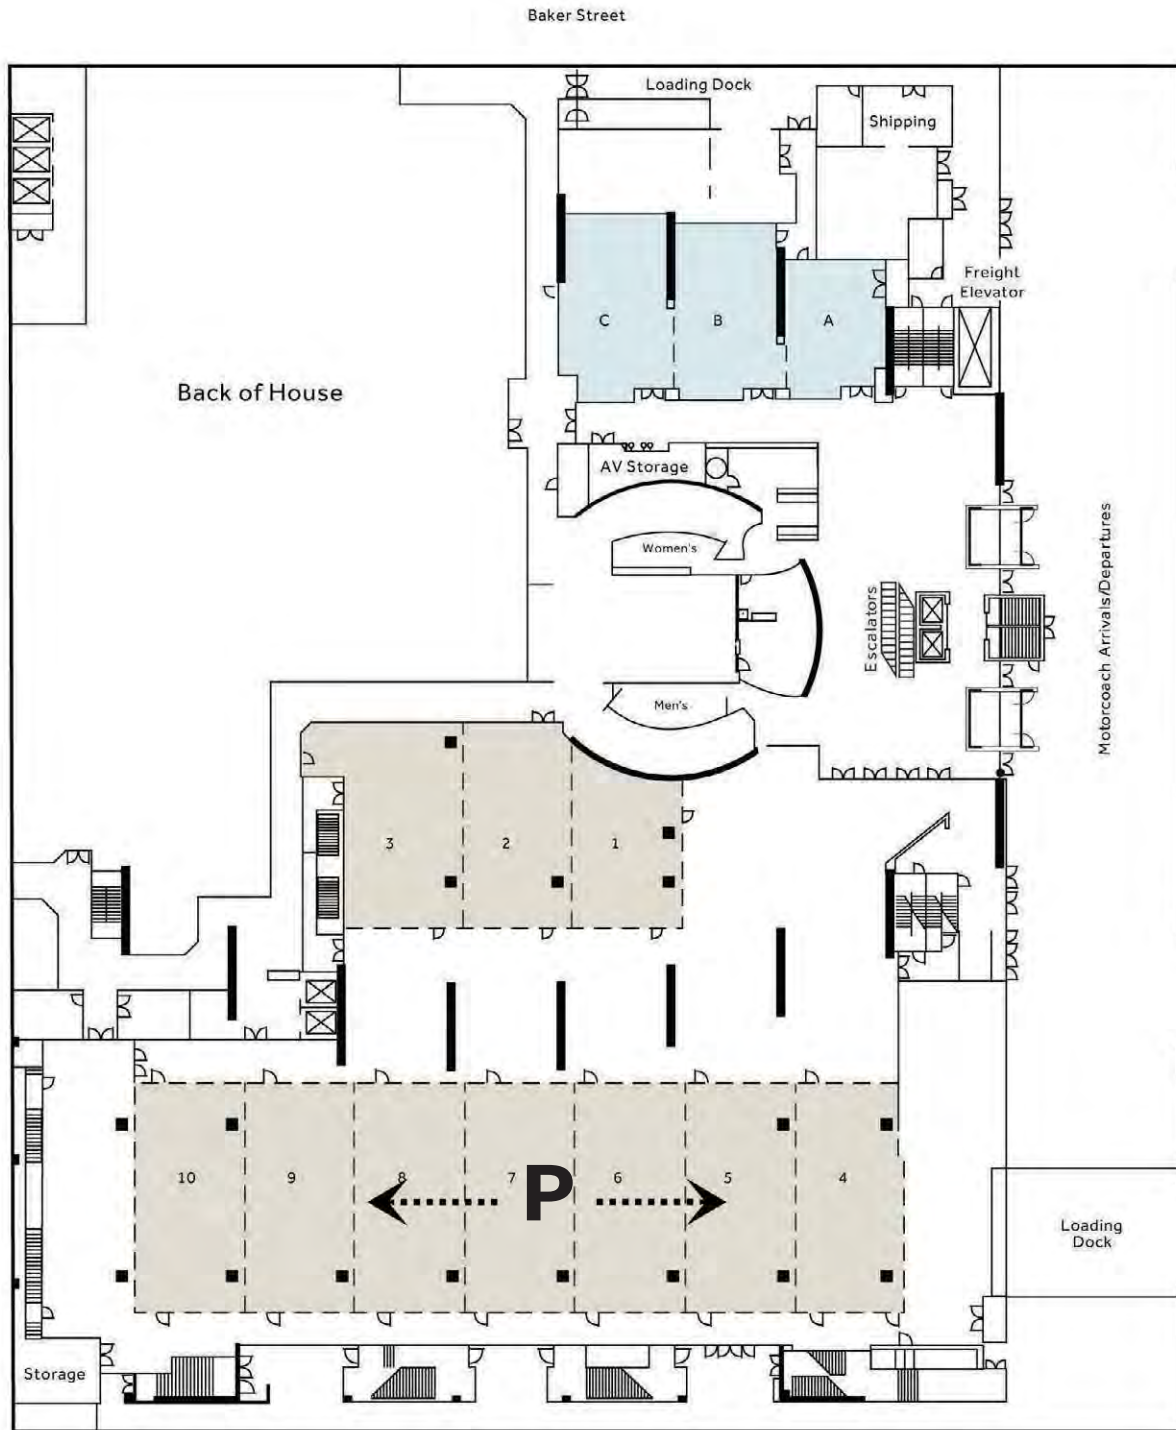 Baker Street
Loading Dock
Shipping
Freight
Elevator
C
B
A
Back of House
AV Storage
Women's
Escalators
Motorcoach Arrivals/Departures
Men's
3
2
1
10
9
8
7
P
6
5
4
Loading
Dock
Storage